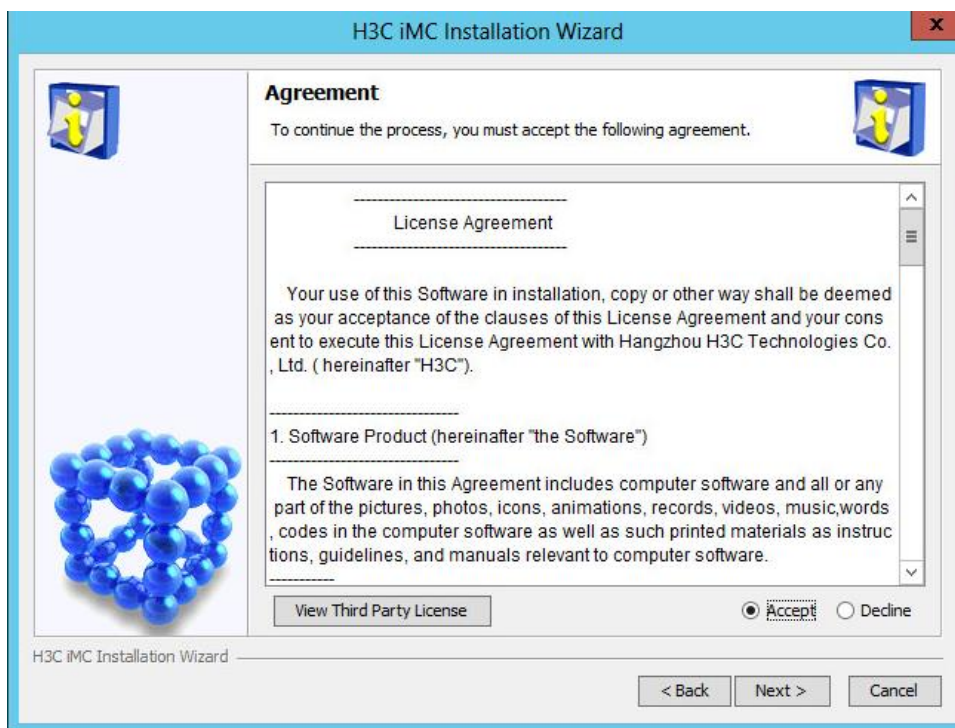 H3C iMC Installation Wizard
x
Agreement
To continue the process, you must accept the following agreement.
------------------------------------
License Agreement
------------------------------------
Your use of this Software in installation, copy or other way shall be deemed
as your acceptance of the clauses of this License Agreement and your cons
ent to execute this License Agreement with Hangzhou H3C Technologies Co.
, Ltd. ( hereinafter "H3C").
--------------------------------
1. Software Product (hereinafter "the Software")
--------------------------------
The Software in this Agreement includes computer software and all or any
part of the pictures, photos, icons, animations, records, videos, music,words
, codes in the computer software as well as such printed materials as instruc
tions, guidelines, and manuals relevant to computer software.
-----------
View Third Party License
Accept
Decline
H3C iMC Installation Wizard
< Back
Next >
Cancel